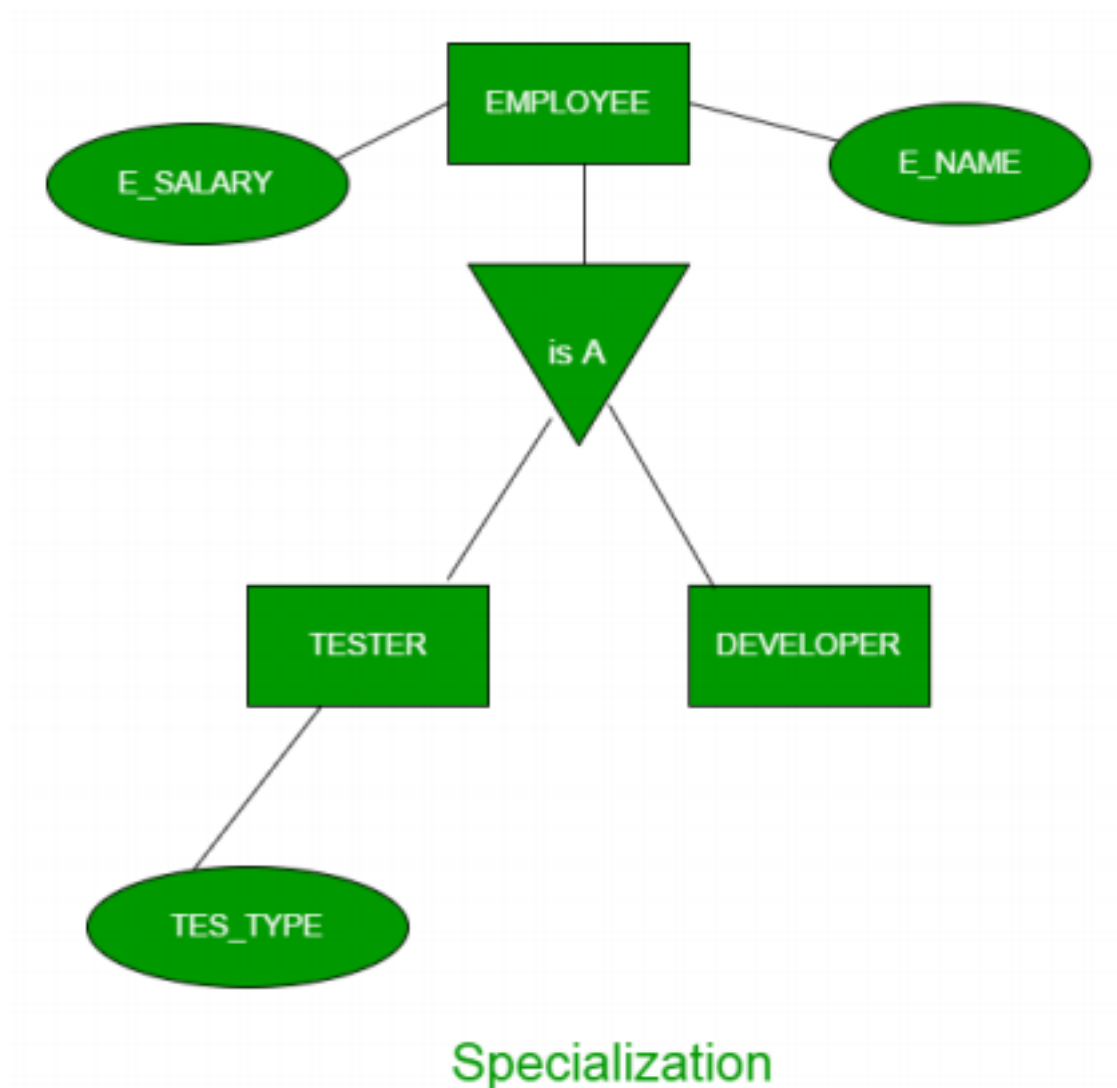 EMPLOYEE
E_SALARY
E_NAME
is A
TESTER
DEVELOPER
TES_TYPE
Specialization